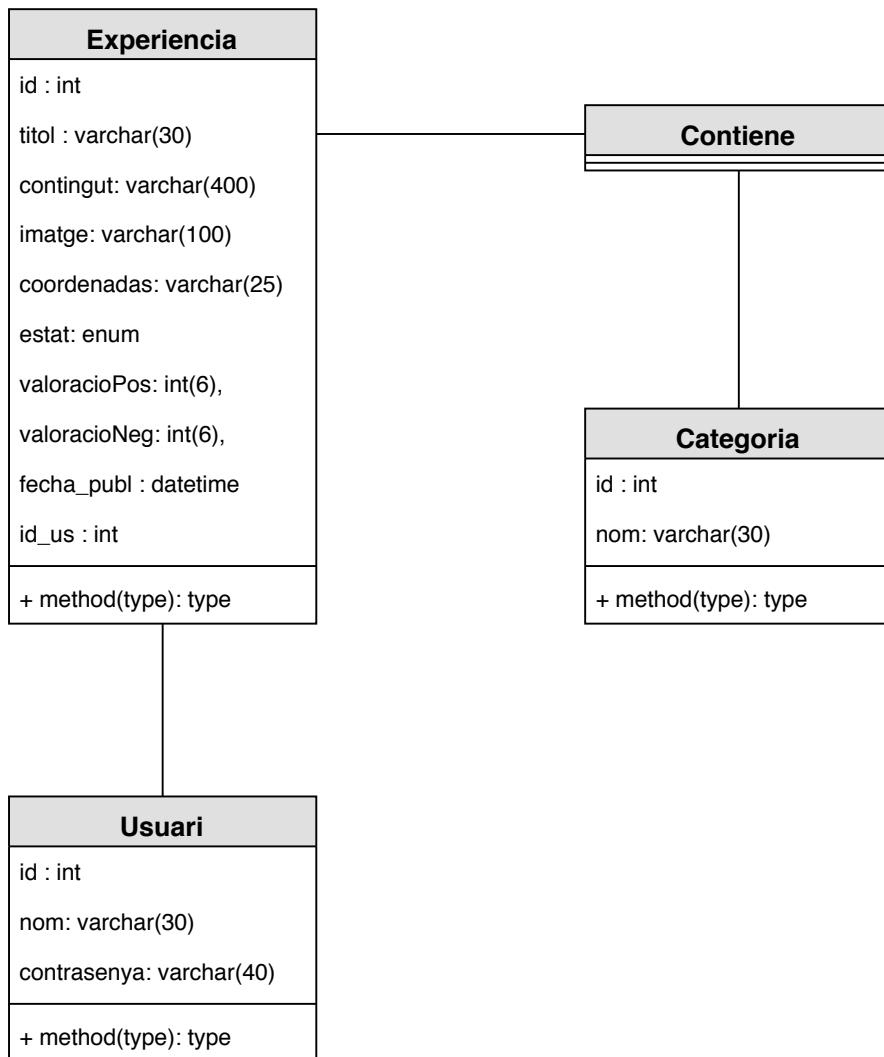 Experiencia
id : int
titol : varchar(30)
contingut: varchar(400)
imatge: varchar(100)
coordenadas: varchar(25)
estat: enum
valoracioPos: int(6),
valoracioNeg: int(6),
fecha_publ : datetime
id_us : int
+ method(type): type
Contiene
Categoria
id : int
nom: varchar(30)
+ method(type): type
Usuari
id : int
nom: varchar(30)
contrasenya: varchar(40)
+ method(type): type